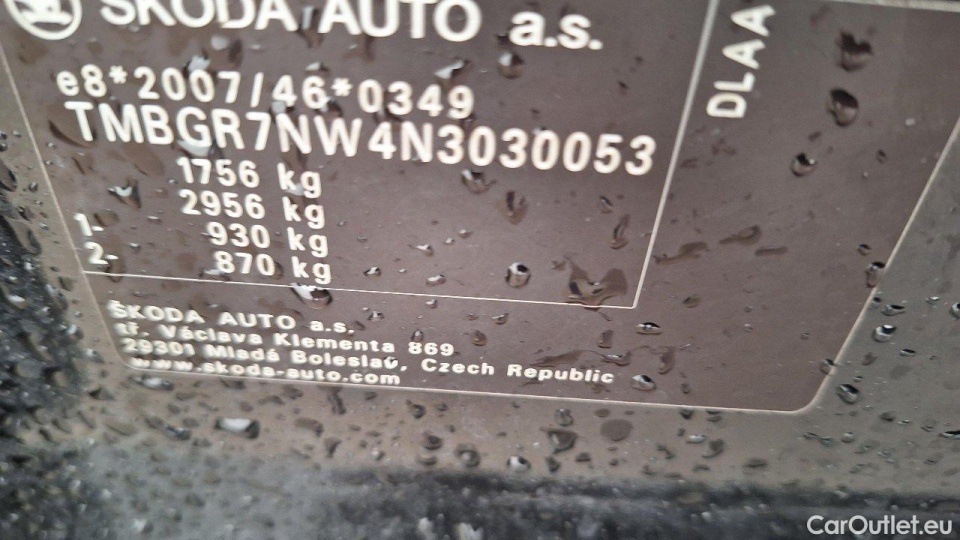 ŠKODA AUTO a.s.
e8*2007/46*0349
TMBGR7NW4N3030053
1756 kg
2956 kg
1- 930 kg
2- 870 kg
DLAA
ŠKODA AUTO a.s.
tř. Václava Klementa 869
29301 Mladá Boleslav, Czech Republic
www.skoda-auto.com
CarOutlet.eu